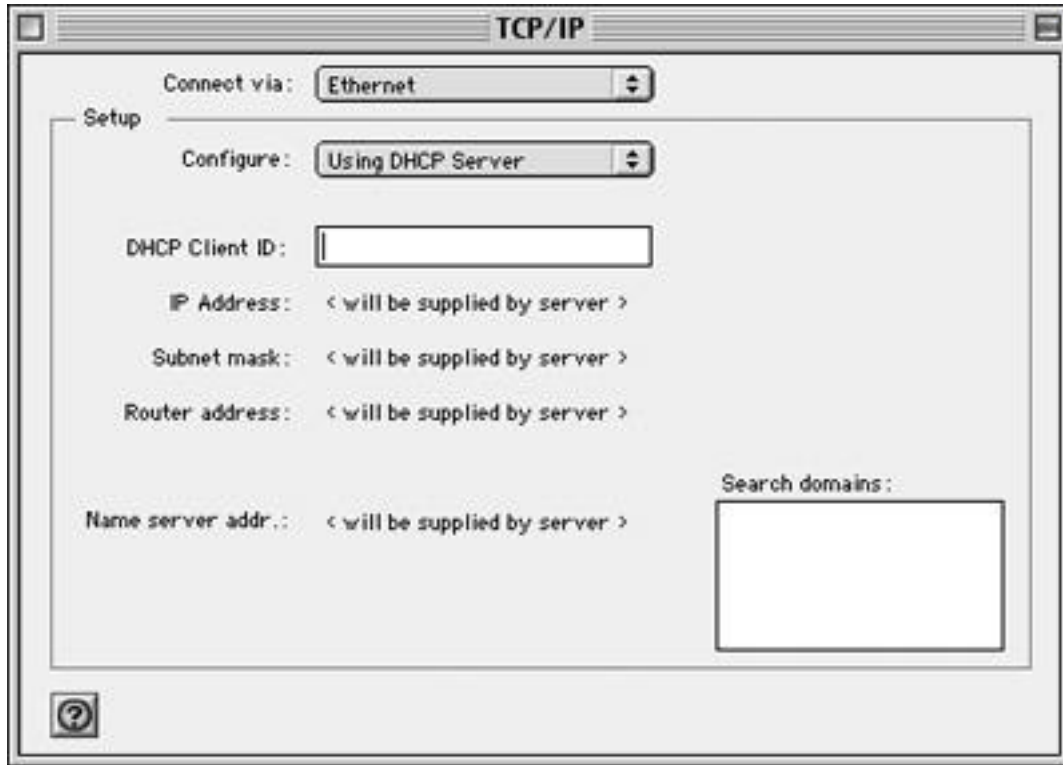 TCP/IP
Connect via: Ethernet
Setup
Configure: Using DHCP Server
DHCP Client ID:
IP Address: < will be supplied by server >
Subnet mask: < will be supplied by server >
Router address: < will be supplied by server >
Search domains:
Name server addr.: < will be supplied by server >
?